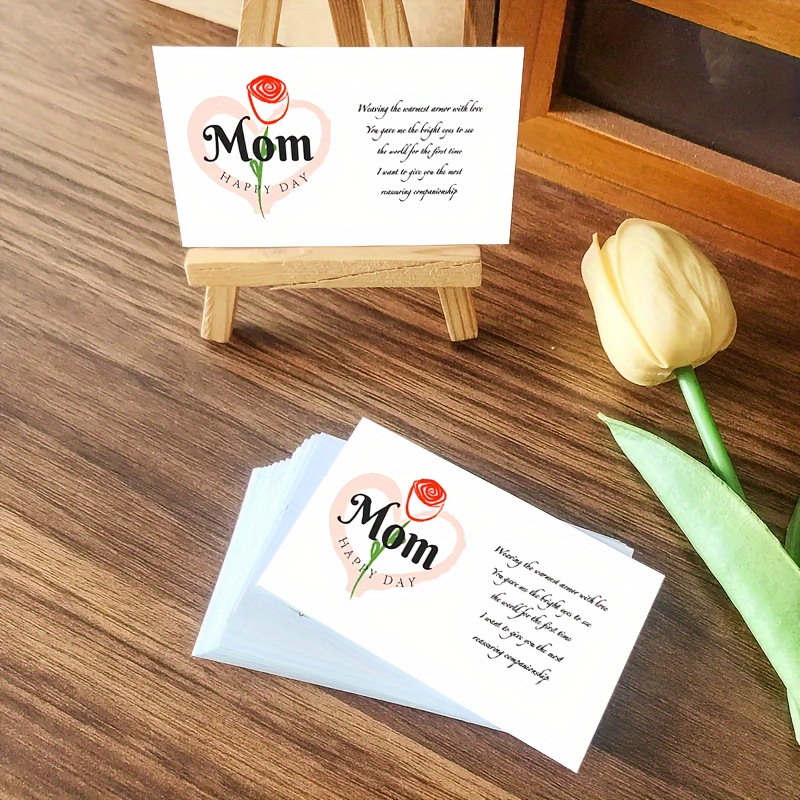 Mom
HAPPY DAY
Weaving the warmest armor with love
You gave me the bright eyes to see
the world for the first time
I want to give you the most
reassuring companionship
Mom
HAPPY DAY
Weaving the warmest armor with love
You gave me the bright eyes to see
the world for the first time
I want to give you the most
reassuring companionship